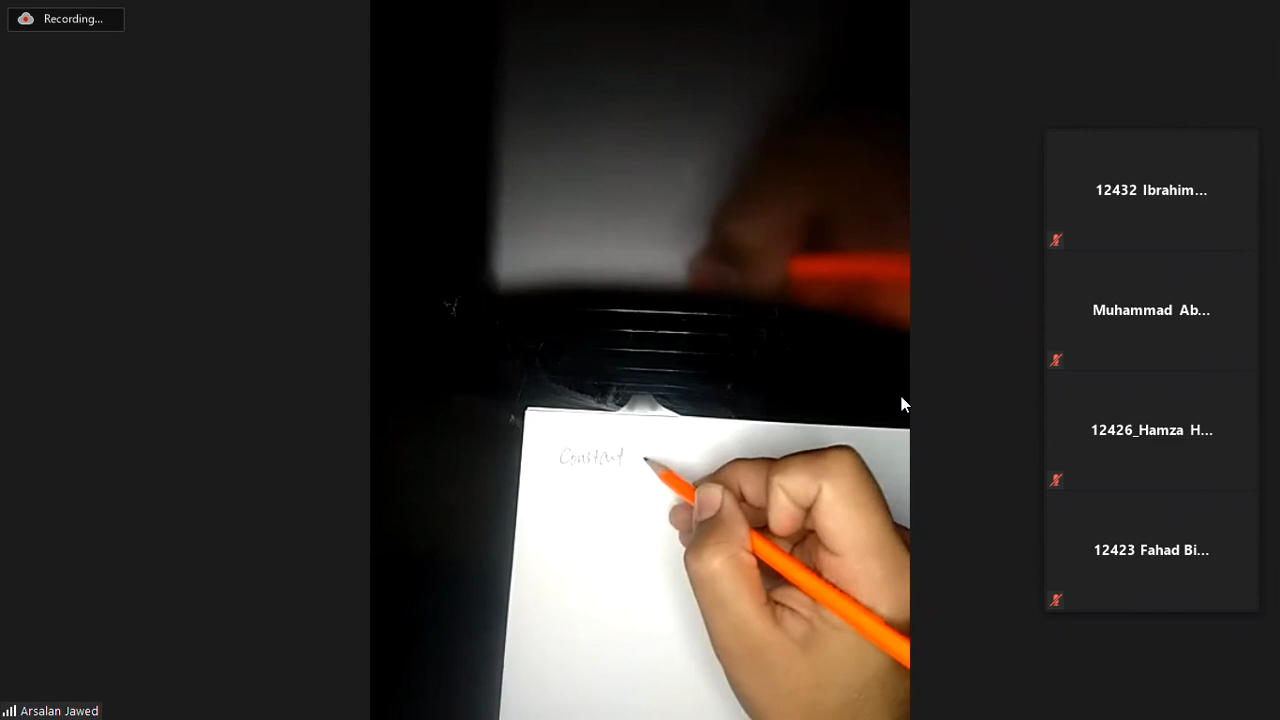 Recording...
12432 Ibrahim...
Muhammad Ab...
Constant
12426_Hamza H...
12423 Fahad Bi...
Arsalan Jawed